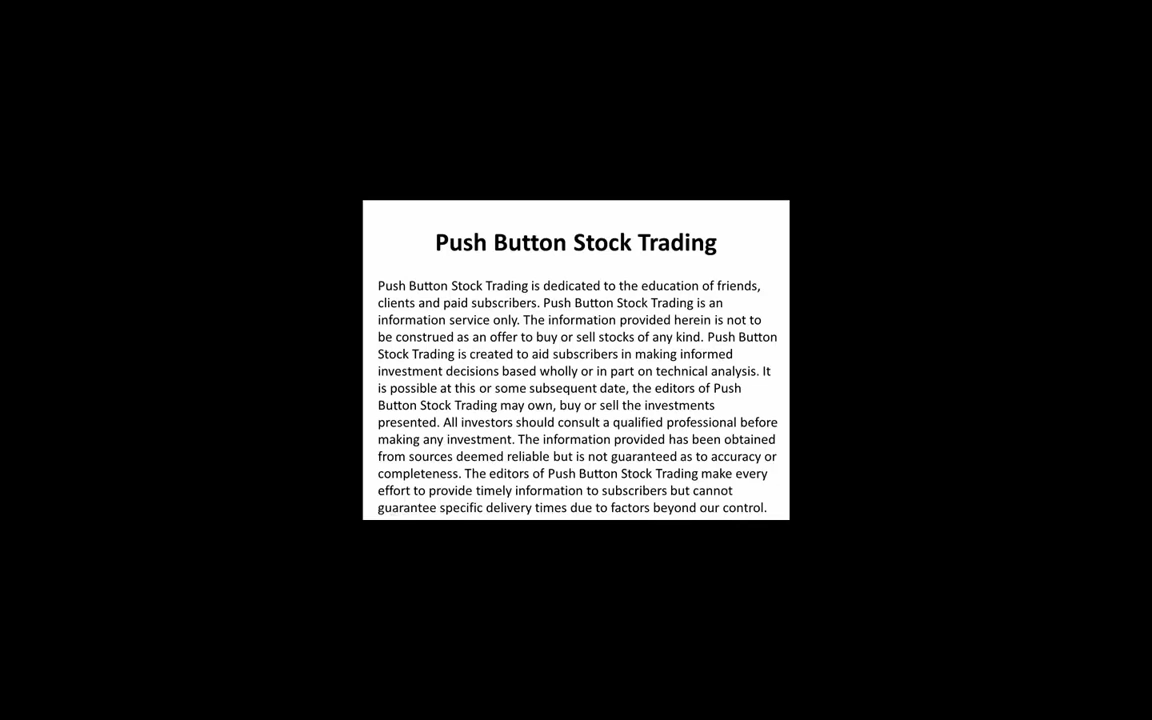 Push Button Stock Trading
Push Button Stock Trading is dedicated to the education of friends,
clients and paid subscribers. Push Button Stock Trading is an
information service only. The information provided herein is not to
be construed as an offer to buy or sell stocks of any kind. Push Button
Stock Trading is created to aid subscribers in making informed
investment decisions based wholly or in part on technical analysis. It
is possible at this or some subsequent date, the editors of Push
Button Stock Trading may own, buy or sell the investments
presented. All investors should consult a qualified professional before
making any investment. The information provided has been obtained
from sources deemed reliable but is not guaranteed as to accuracy or
completeness. The editors of Push Button Stock Trading make every
effort to provide timely information to subscribers but cannot
guarantee specific delivery times due to factors beyond our control.